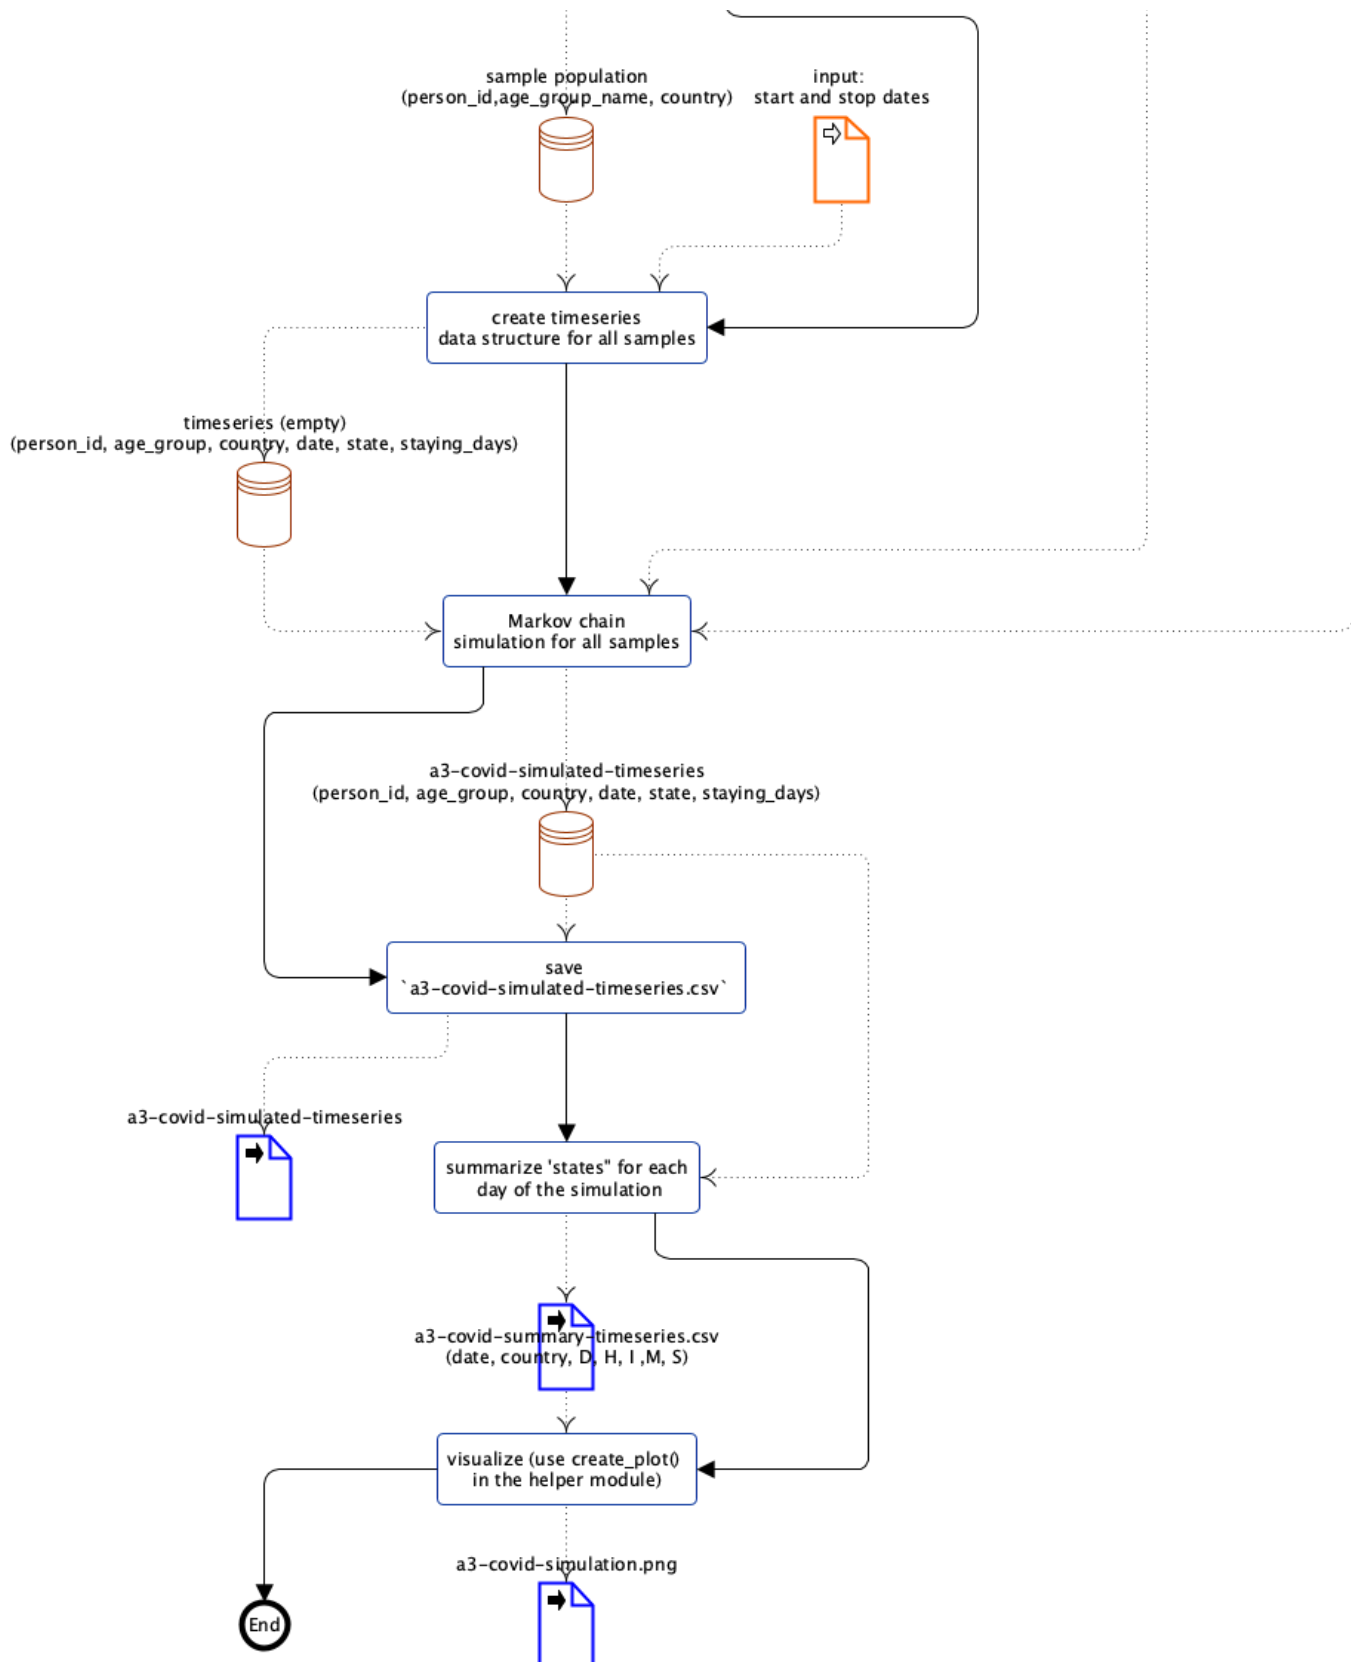 sample population
(person_id,age_group_name, country)
input:
start and stop dates
create timeseries
data structure for all samples
timeseries (empty)
(person_id, age_group, country, date, state, staying_days)
Markov chain
simulation for all samples
a3-covid-simulated-timeseries
(person_id, age_group, country, date, state, staying_days)
save
`a3-covid-simulated-timeseries.csv`
a3-covid-simulated-timeseries
summarize 'states" for each
day of the simulation
a3-covid-summary-timeseries.csv
(date, country, D, H, I ,M, S)
visualize (use create_plot()
in the helper module)
a3-covid-simulation.png
End